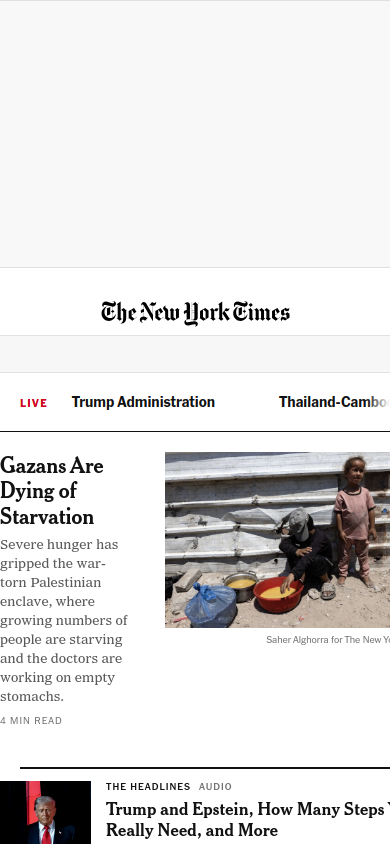 The New York Times
LIVE Trump Administration Thailand-Cambo
Gazans Are
Dying of
Starvation
Severe hunger has
gripped the war-
torn Palestinian
enclave, where
growing numbers of
people are starving
and the doctors are
working on empty
stomachs.
4 MIN READ
Saher Alghorra for The New Yo
THE HEADLINES AUDIO
Trump and Epstein, How Many Steps
Really Need, and More